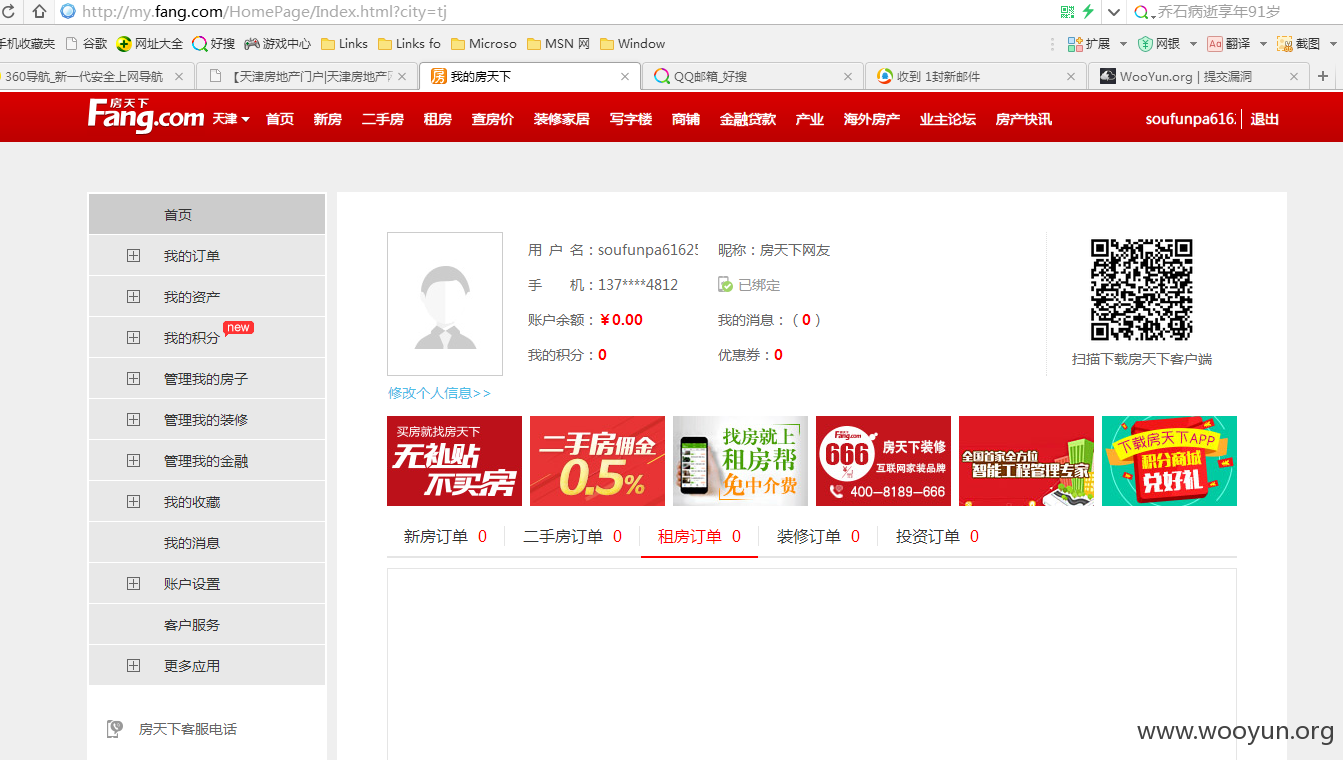 http://my.fang.com/HomePage/Index.html?city=tj
乔石病逝享年91岁
手机收藏夹 谷歌 网址大全 好搜 游戏中心 Links Links fo Microso MSN 网 Window
扩展 网银 翻译 截图
360导航_新一代安全上网导航
【天津房地产门户|天津房地产
我的房天下
QQ邮箱_好搜
收到 1封新邮件
WooYun.org | 提交漏洞
房天下
Fang.com 天津 首页 新房 二手房 租房 查房价 装修家居 写字楼 商铺 金融贷款 产业 海外房产 业主论坛 房产快讯
soufunpa616 退出
首页
我的订单
我的资产
我的积分 new
管理我的房子
管理我的装修
管理我的金融
我的收藏
我的消息
账户设置
客户服务
更多应用
房天下客服电话
用 户 名：soufunpa6162 昵称：房天下网友
手 机：137****4812 已绑定
账户余额：¥0.00 我的消息：（0）
我的积分：0 优惠券：0
修改个人信息>>
扫描下载房天下客户端
买房就找房天下
无补贴
不买房
二手房佣金
0.5%
找房就上
租房帮
免中介费
Fang.com
666
房天下装修
互联网家装品牌
400-8189-666
全国首家全方位
智能工程管理专家
下载房天下APP
积分商城
兑好礼
新房订单 0 二手房订单 0 租房订单 0 装修订单 0 投资订单 0
www.wooyun.org